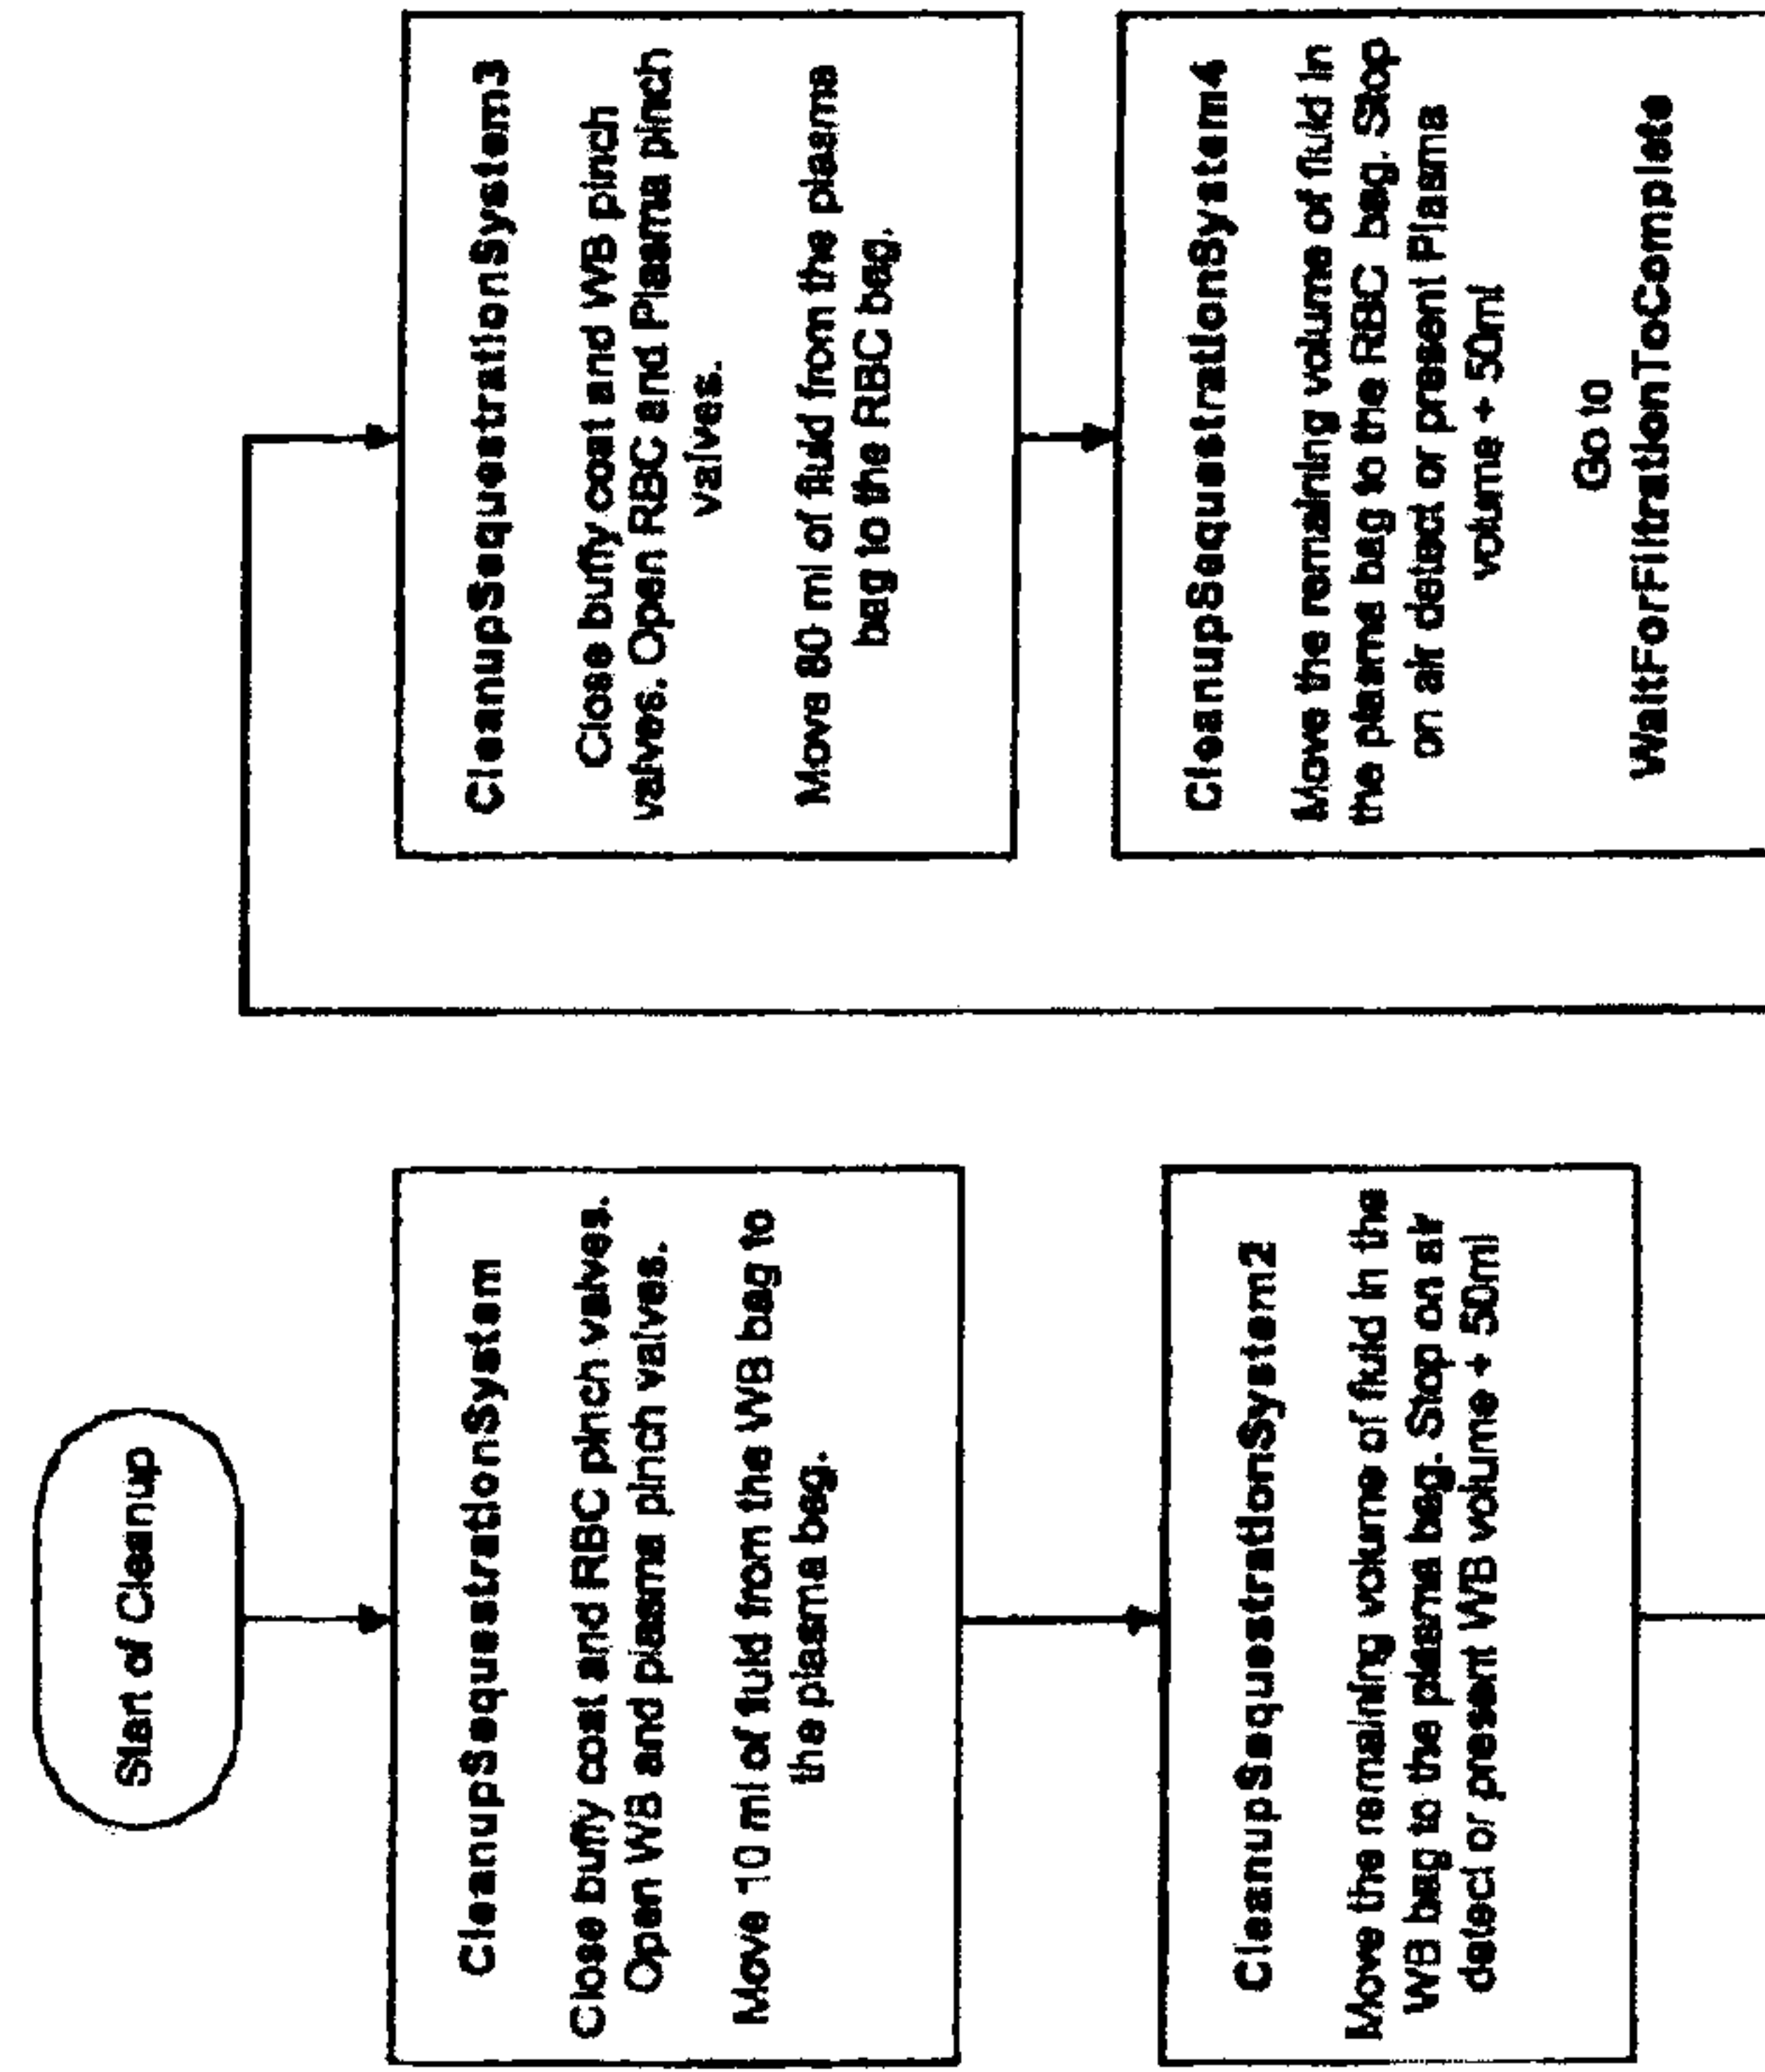 Start of Cleanup
CleanupSequestrationSystem
Close buffy coat and RBC pinch valves.
Open WB and plasma pinch valves.
Move 10 ml of fluid from the WB bag to
the plasma bag.
CleanupSequestrationSystem2
Move the remaining volume of fluid in the
WB bag to the plasma bag. Stop on air
detect or present WB volume + 50ml
CleanupSequestrationSystem3
Close buffy coat and WB pinch
valves. Open RBC and Plasma pinch
valves.
Move 80 ml of fluid from the plasma
bag to the RBC bag.
CleanupSequestrationSystem4
Move the remaining volume of fluid in
the plasma bag to the RBC bag. Stop
on air detect or present Plasma
volume + 50ml
Go to
WaitForFiltrationToComplete